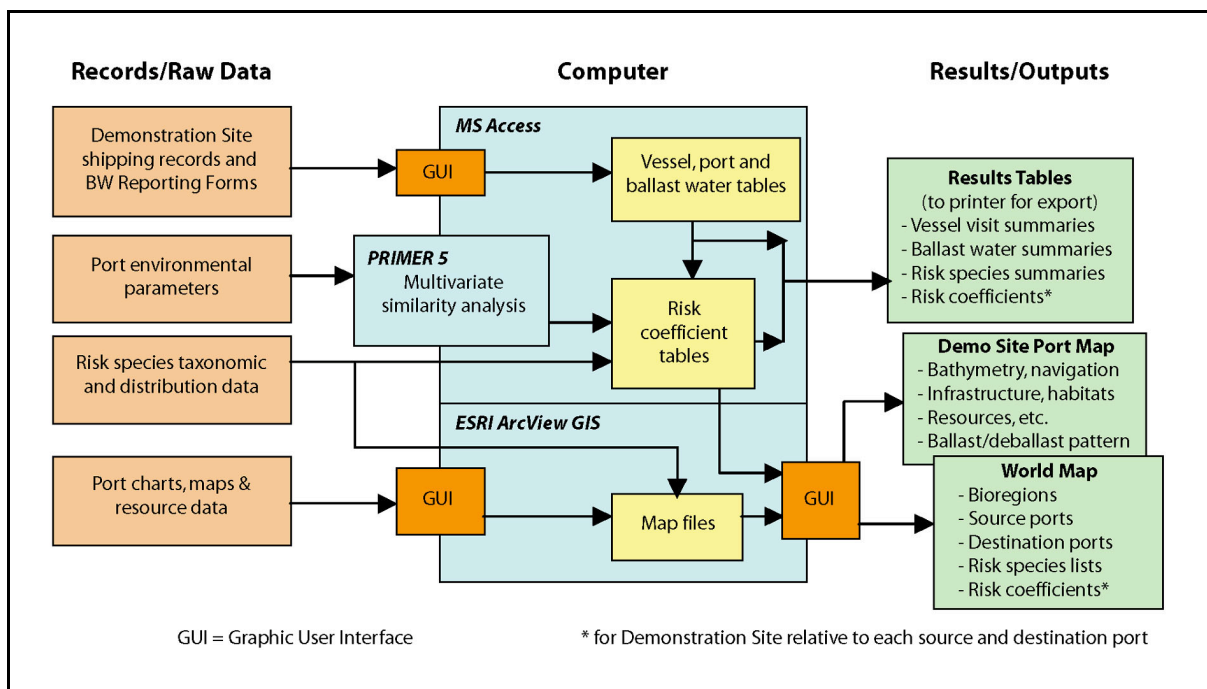 Records/Raw Data
Computer
Results/Outputs
Demonstration Site
shipping records and
BW Reporting Forms
Port environmental
parameters
Risk species taxonomic
and distribution data
Port charts, maps &
resource data
MS Access
GUI
Vessel, port and
ballast water tables
PRIMER 5
Multivariate
similarity analysis
Risk
coefficient
tables
ESRI ArcView GIS
GUI
Map files
GUI
Results Tables
(to printer for export)
- Vessel visit summaries
- Ballast water summaries
- Risk species summaries
- Risk coefficients*
Demo Site Port Map
- Bathymetry, navigation
- Infrastructure, habitats
- Resources, etc.
- Ballast/deballast pattern
World Map
- Bioregions
- Source ports
- Destination ports
- Risk species lists
- Risk coefficients*
GUI = Graphic User Interface
* for Demonstration Site relative to each source and destination port